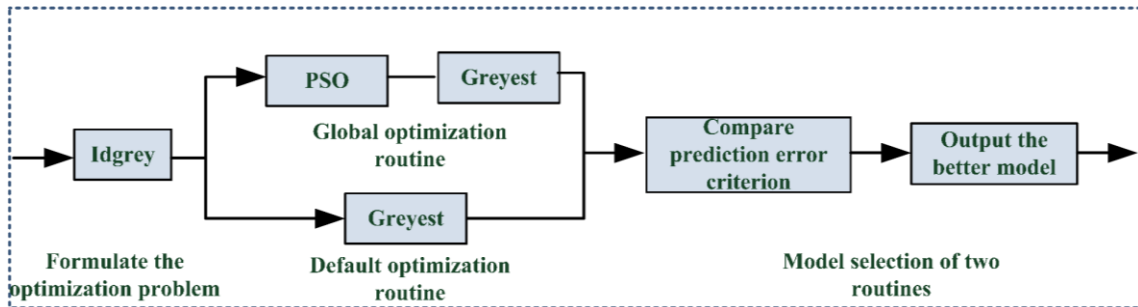 PSO
Greyest
Global optimization
routine
Idgrey
Compare
prediction error
criterion
Output the
better model
Greyest
Formulate the
optimization problem
Default optimization
routine
Model selection of two
routines